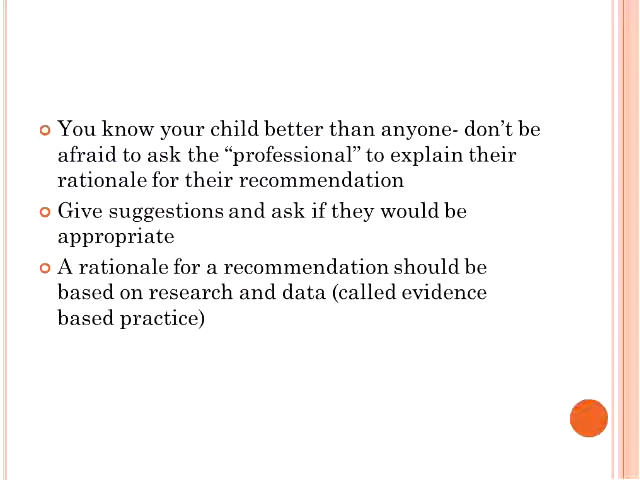 You know your child better than anyone- don’t be
afraid to ask the “professional” to explain their
rationale for their recommendation
Give suggestions and ask if they would be
appropriate
A rationale for a recommendation should be
based on research and data (called evidence
based practice)